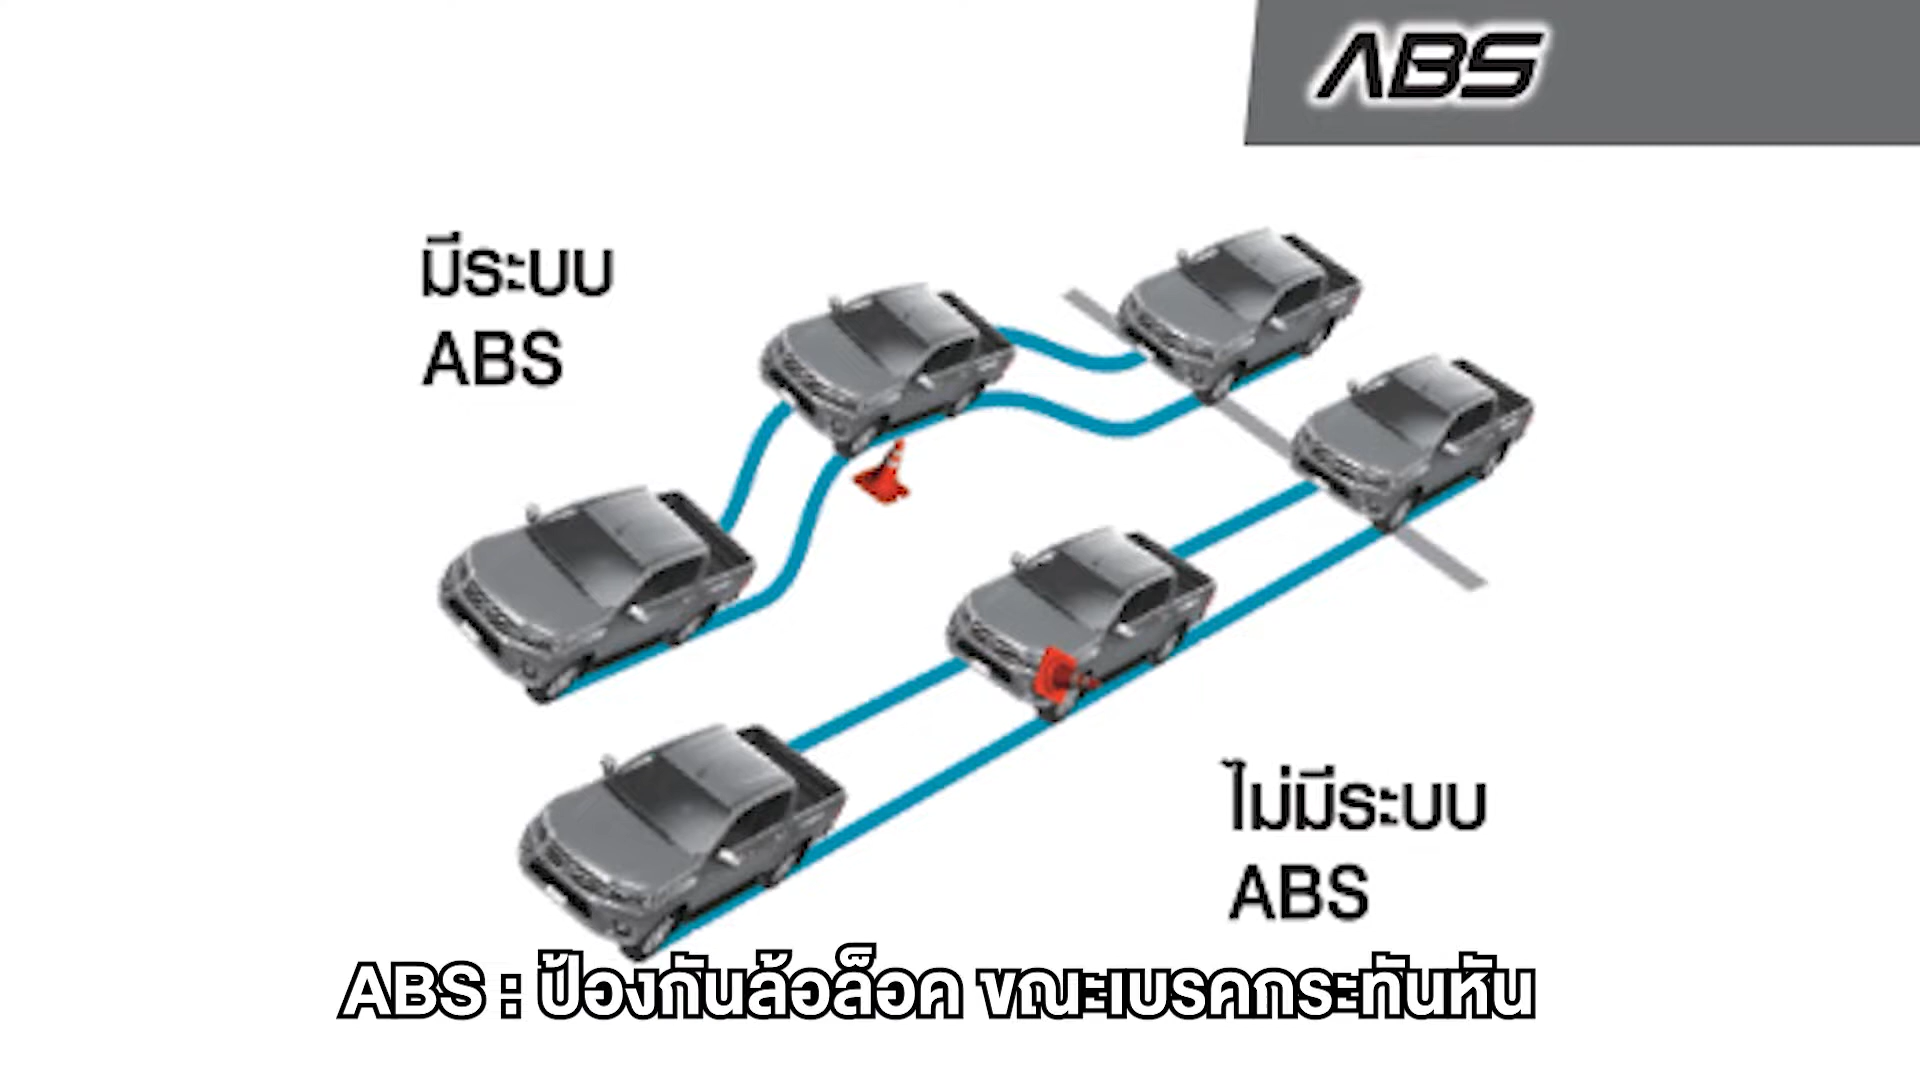 ABS
มีระบบ
ABS
ไม่มีระบบ
ABS
ABS : ป้องกันล้อล็อค ขณะเบรคกระทันหัน